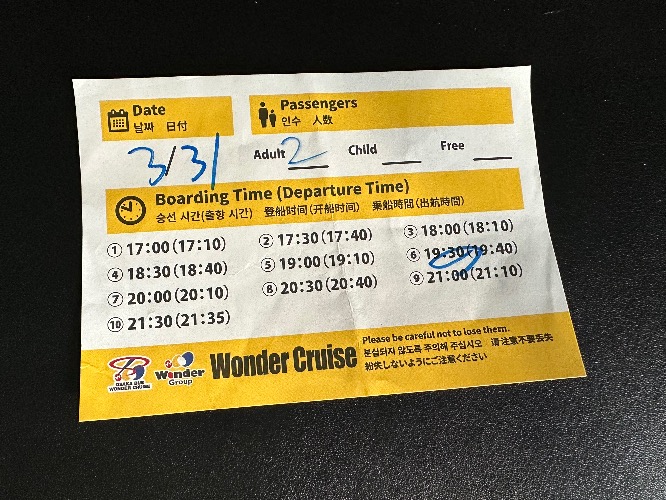 Date
날짜 日付
Passengers
인수 人数
3/31
Adult 2 Child Free
Boarding Time (Departure Time)
승선 시간(출항 시간) 登船时间(开船时间) 乗船時間(出航時間)
① 17:00(17:10) ② 17:30(17:40) ③ 18:00(18:10)
④ 18:30(18:40) ⑤ 19:00(19:10) ⑥ 19:30(19:40)
⑦ 20:00(20:10) ⑧ 20:30(20:40) ⑨ 21:00(21:10)
⑩ 21:30(21:35)
OSAKA BUS
WONDER CRUISE
Wonder
Group
Wonder Cruise
Please be careful not to lose them.
분실되지 않도록 주의해 주십시오 请注意不要丢失
紛失しないようにご注意ください